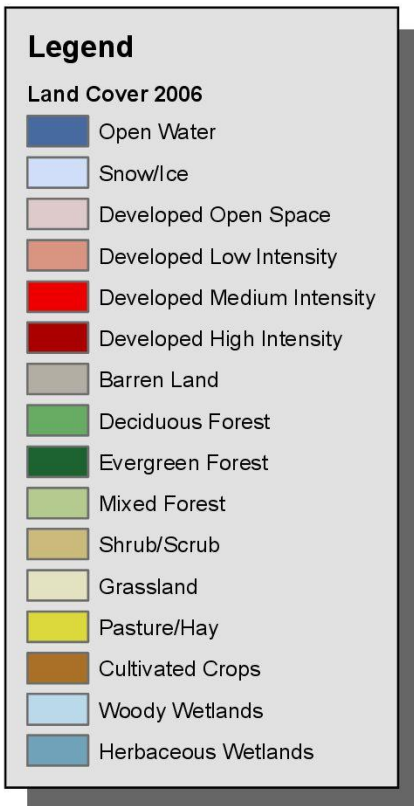 Legend
Land Cover 2006
Open Water
Snow/Ice
Developed Open Space
Developed Low Intensity
Developed Medium Intensity
Developed High Intensity
Barren Land
Deciduous Forest
Evergreen Forest
Mixed Forest
Shrub/Scrub
Grassland
Pasture/Hay
Cultivated Crops
Woody Wetlands
Herbaceous Wetlands